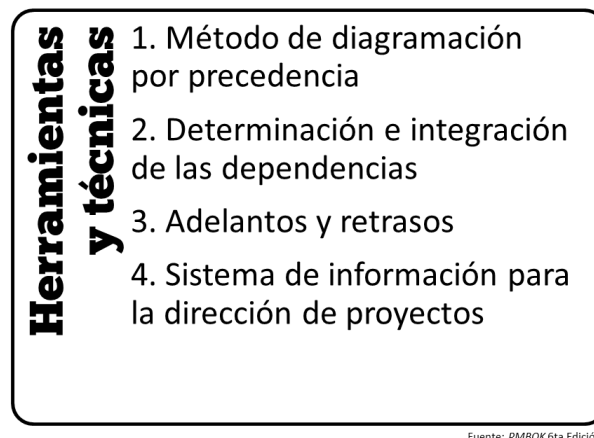 Herramientas
y técnicas
1. Método de diagramación
por precedencia
2. Determinación e integración
de las dependencias
3. Adelantos y retrasos
4. Sistema de información para
la dirección de proyectos
Fuente: PMBOK 6ta Edició